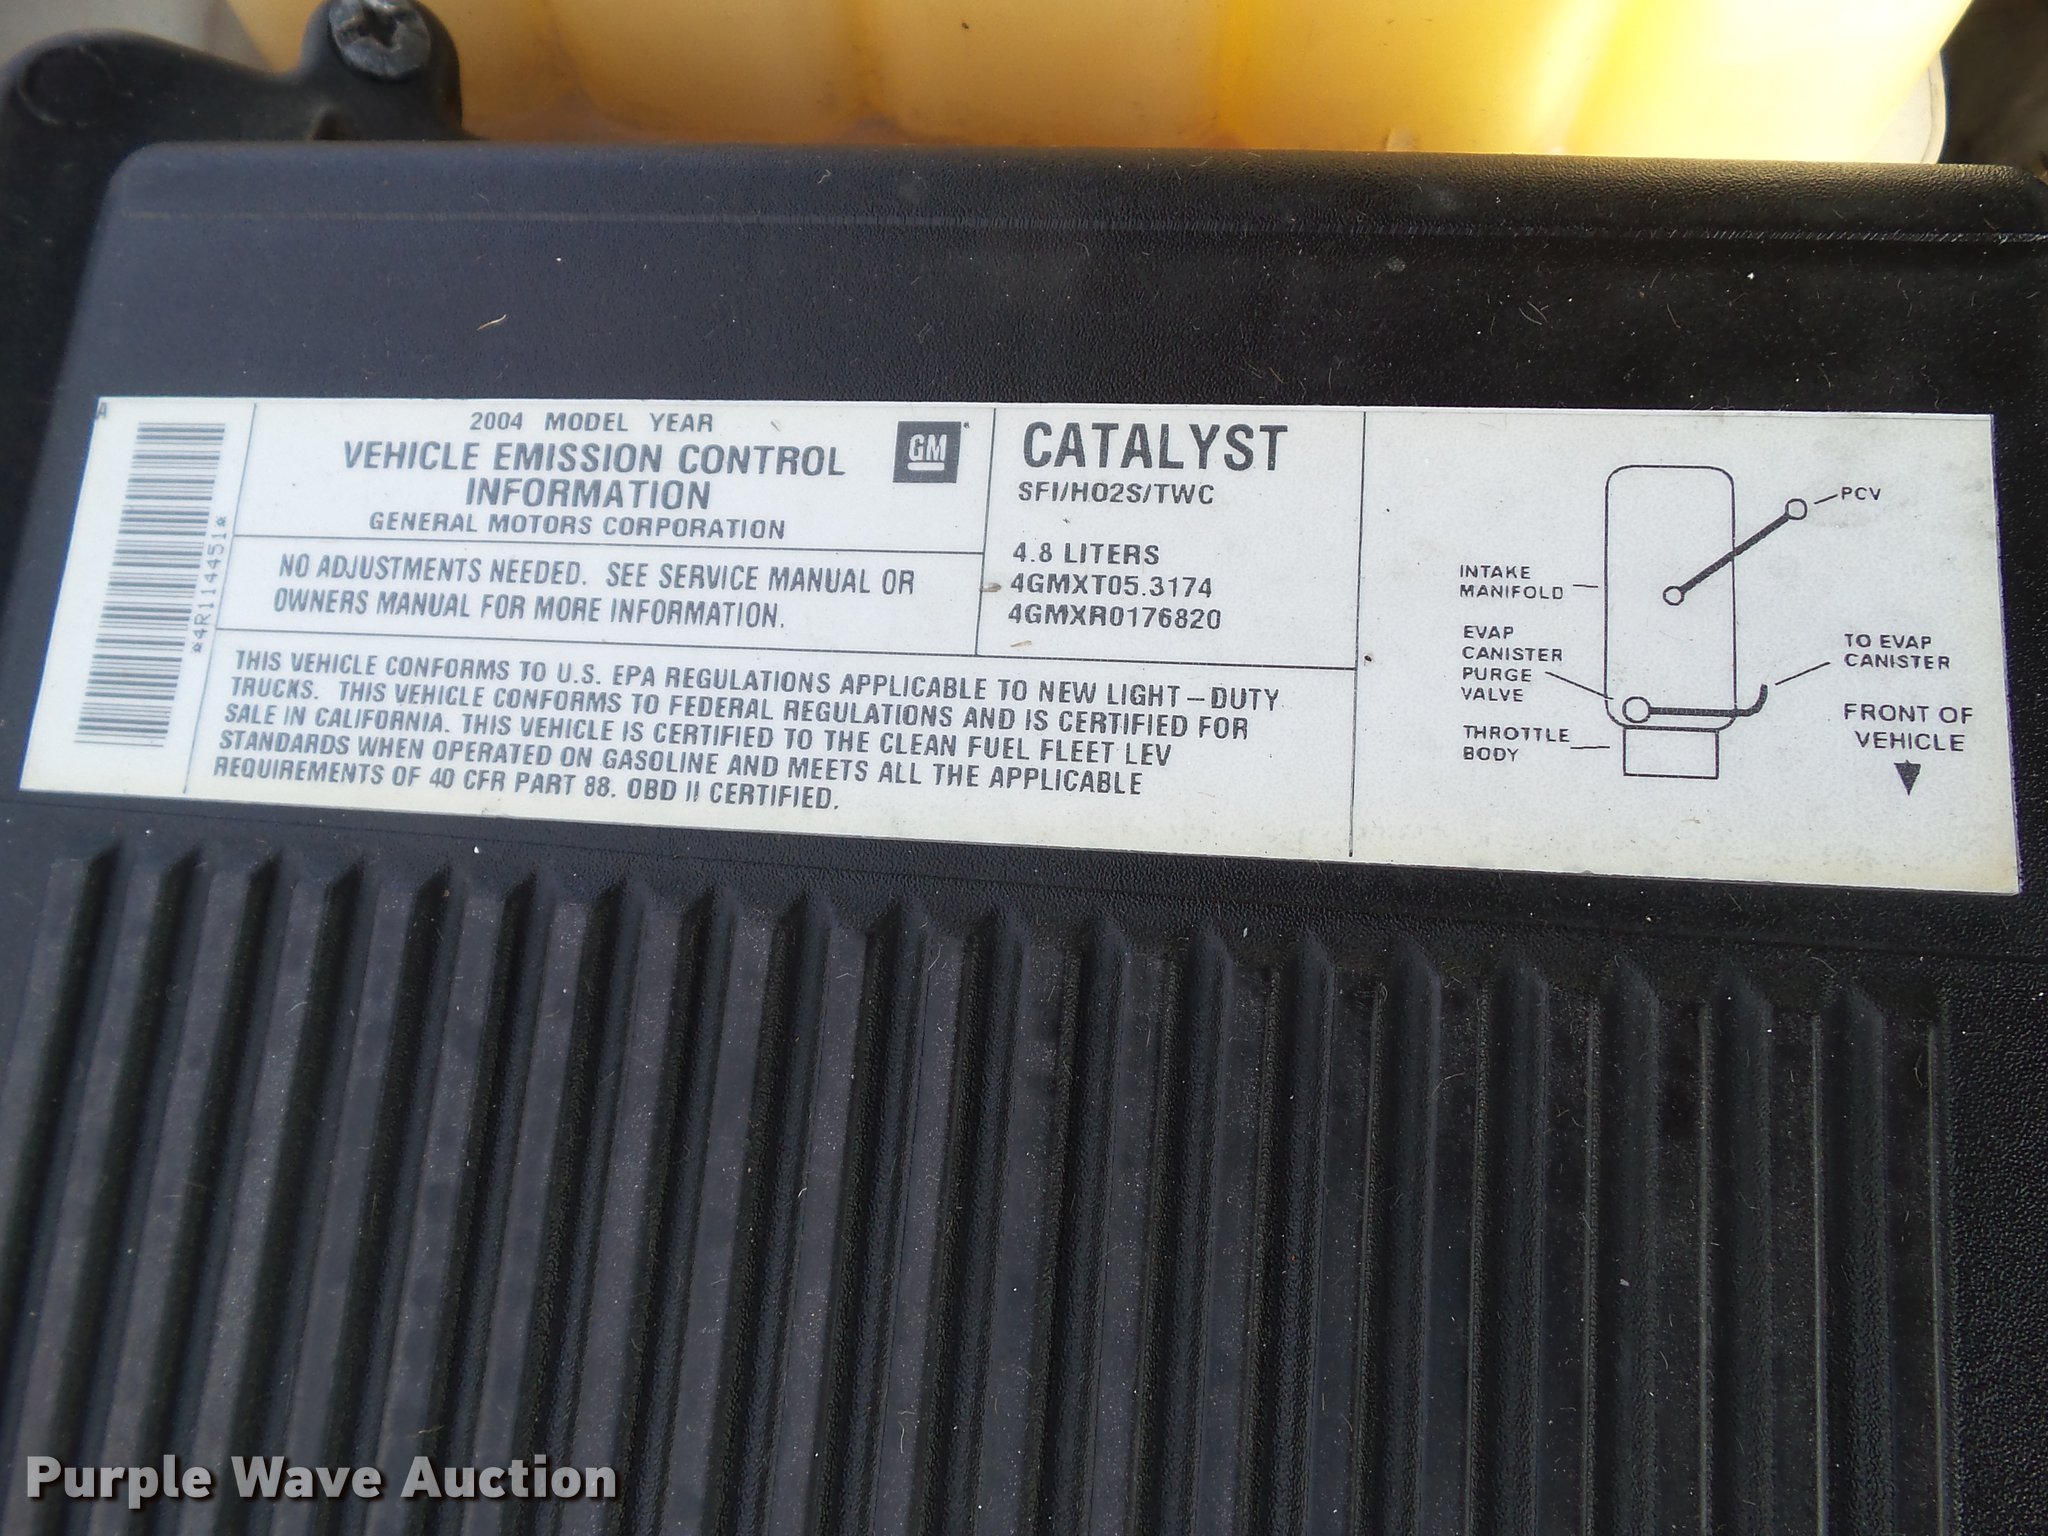 A
*4R114451*
2004 MODEL YEAR
VEHICLE EMISSION CONTROL
INFORMATION
GENERAL MOTORS CORPORATION
GM
NO ADJUSTMENTS NEEDED. SEE SERVICE MANUAL OR
OWNERS MANUAL FOR MORE INFORMATION.
CATALYST
SFI/HO2S/TWC
4.8 LITERS
4GMXT05.3174
4GMXR0176820
THIS VEHICLE CONFORMS TO U.S. EPA REGULATIONS APPLICABLE TO NEW LIGHT-DUTY
TRUCKS. THIS VEHICLE CONFORMS TO FEDERAL REGULATIONS AND IS CERTIFIED FOR
SALE IN CALIFORNIA. THIS VEHICLE IS CERTIFIED TO THE CLEAN FUEL FLEET LEV
STANDARDS WHEN OPERATED ON GASOLINE AND MEETS ALL THE APPLICABLE
REQUIREMENTS OF 40 CFR PART 88. OBD II CERTIFIED.
PCV
INTAKE
MANIFOLD
EVAP
CANISTER
PURGE
VALVE
THROTTLE
BODY
TO EVAP
CANISTER
FRONT OF
VEHICLE
Purple Wave Auction